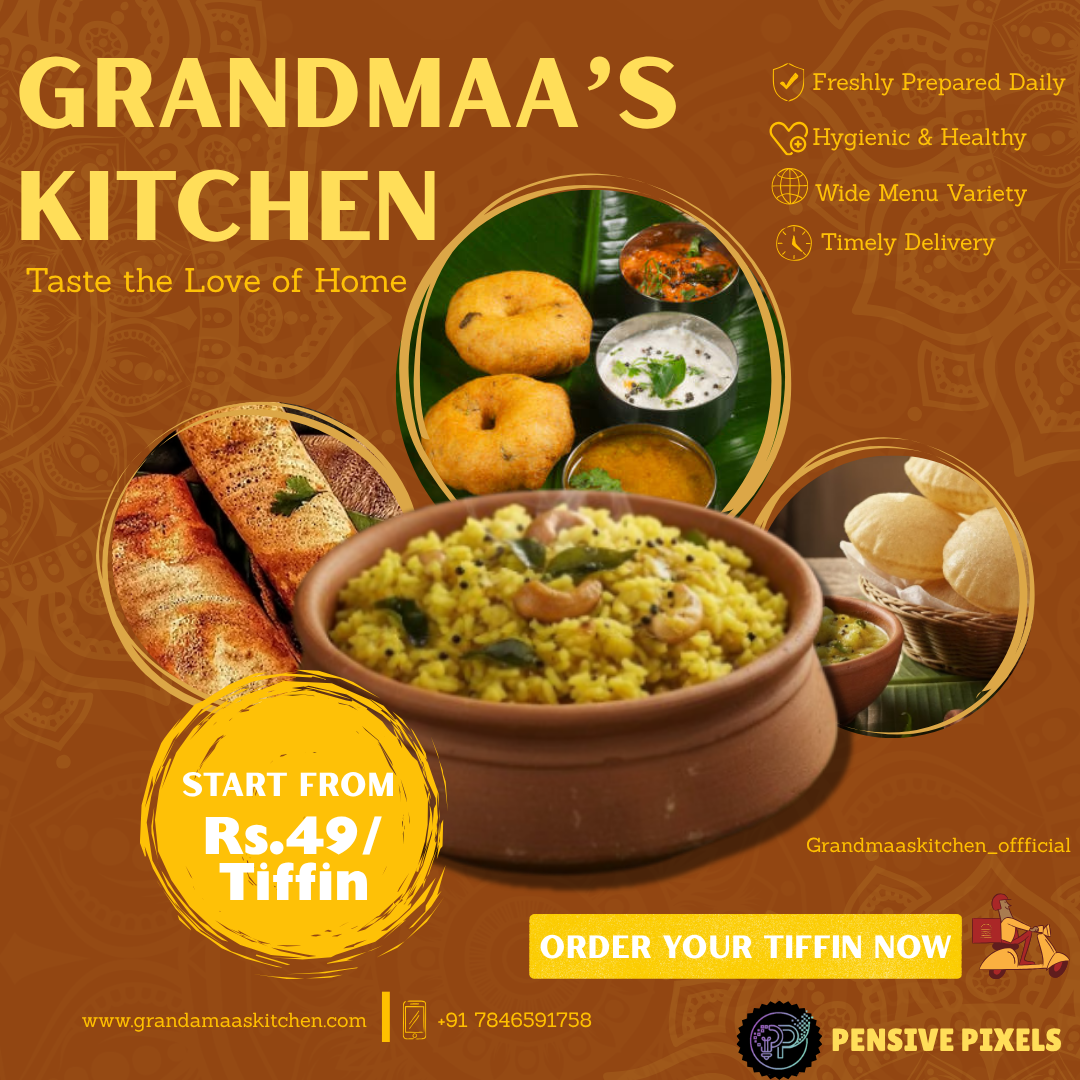 GRANDMAA'S
KITCHEN
Taste the Love of Home
Freshly Prepared Daily
Hygienic & Healthy
Wide Menu Variety
Timely Delivery
START FROM
Rs.49/
Tiffin
Grandmaaskitchen_offficial
ORDER YOUR TIFFIN NOW
www.grandamaaskitchen.com
+91 7846591758
PP
PENSIVE PIXELS